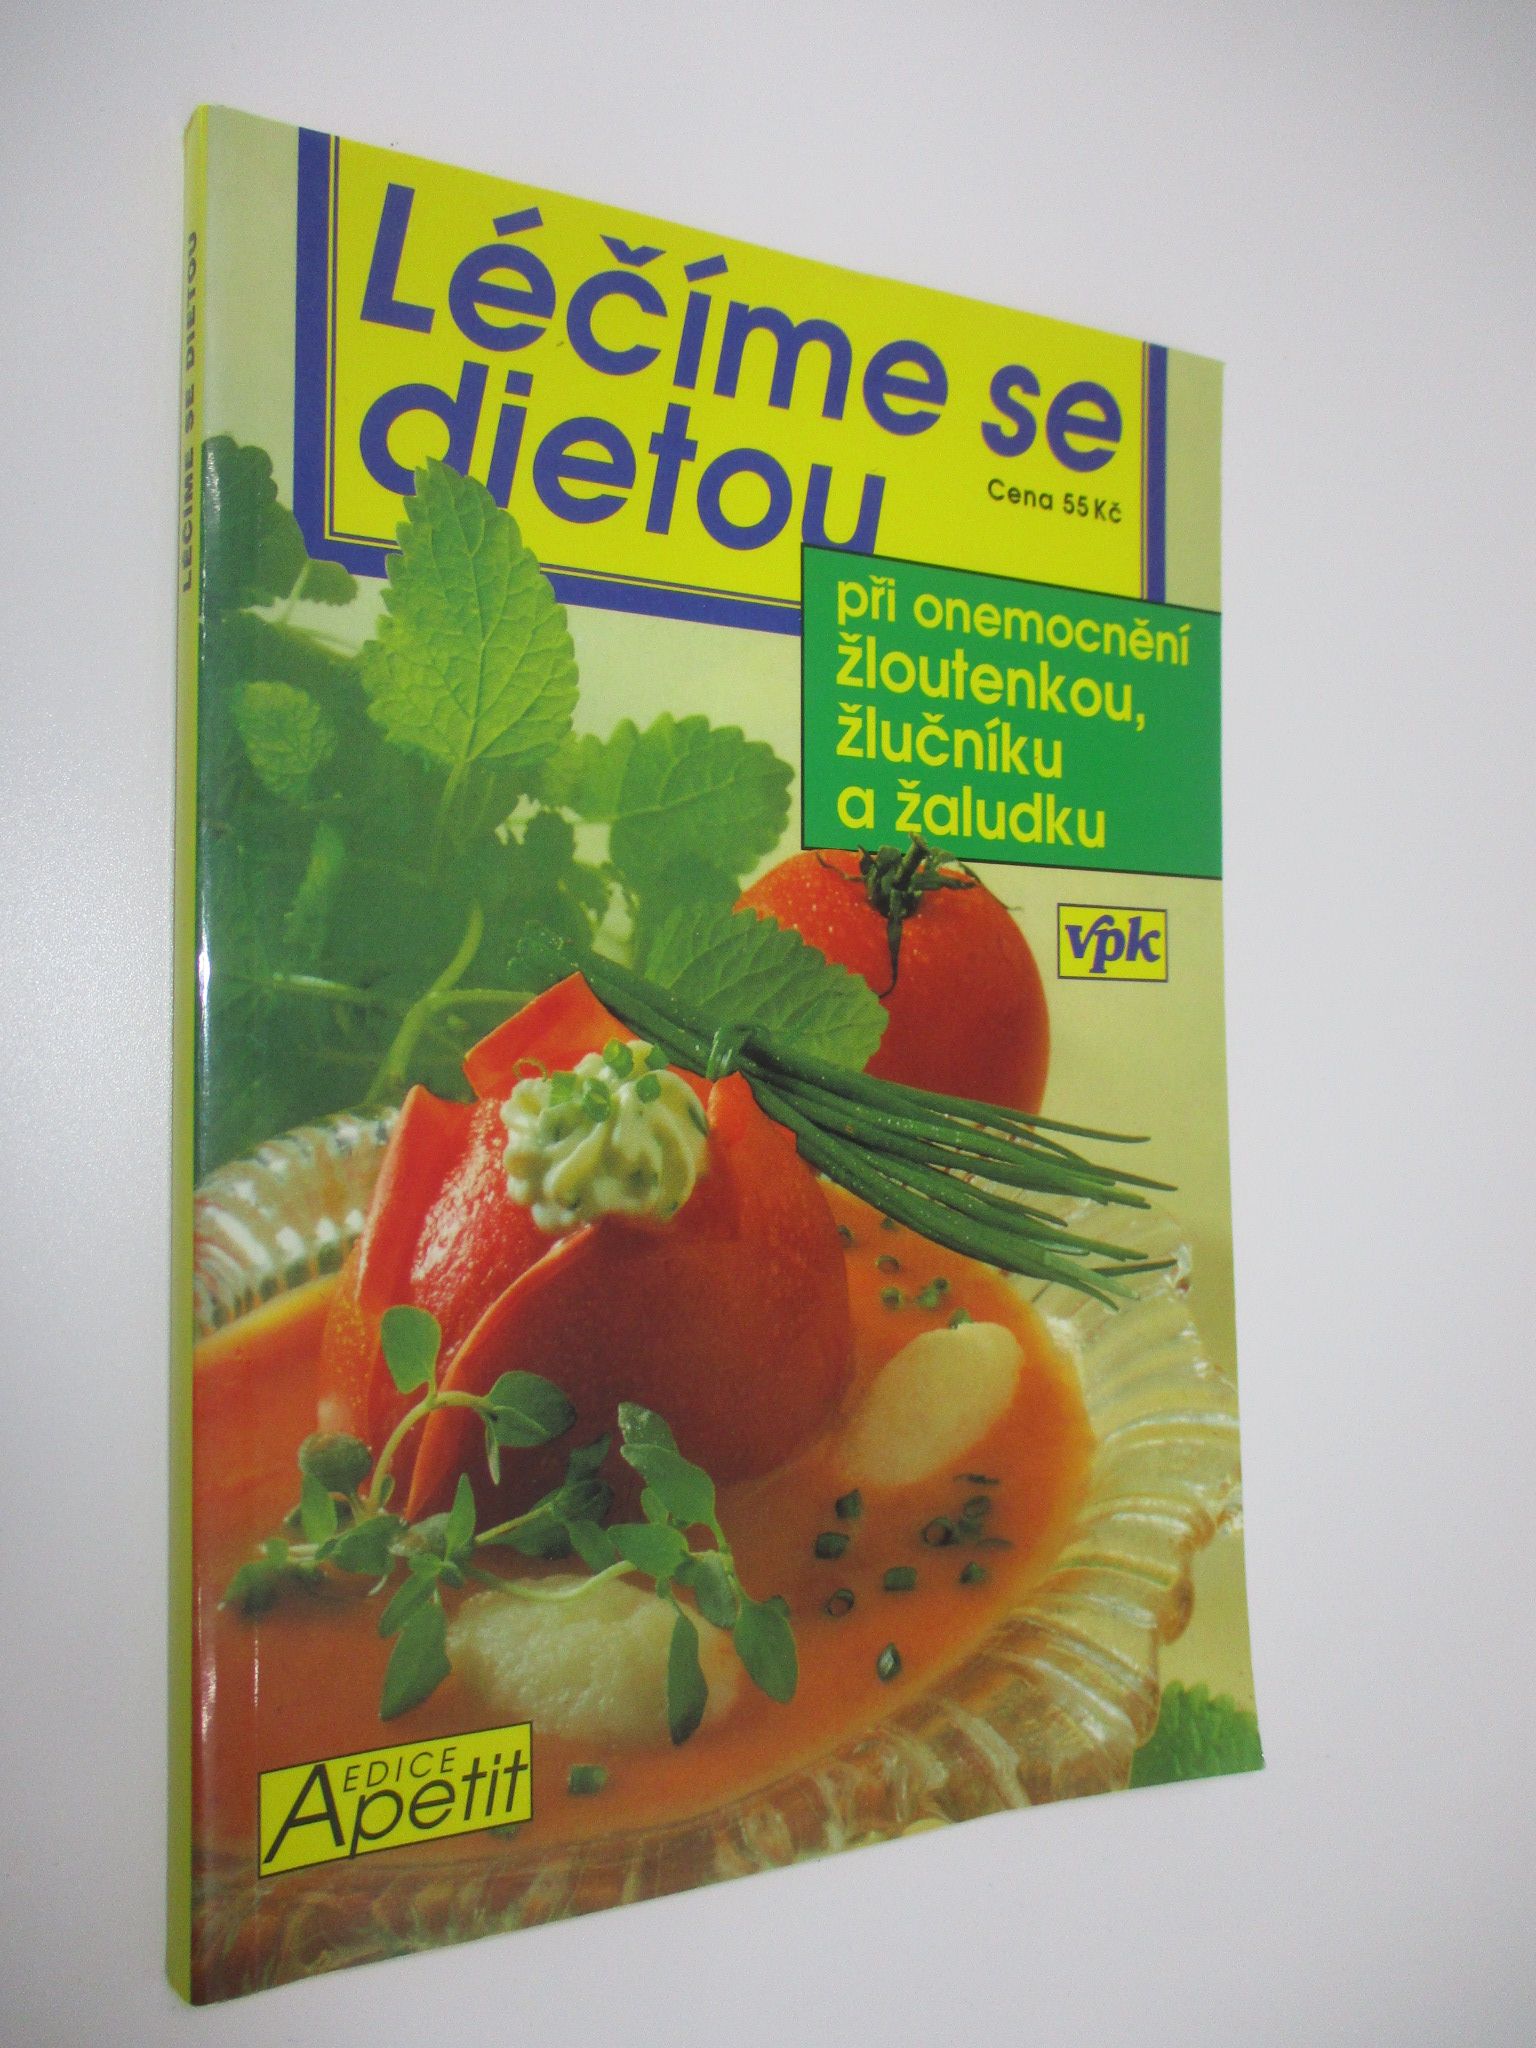 LÉČÍME SE DIETOU
Léčíme se
dietou
Cena 55 Kč
při onemocnění
žloutenkou,
žlučníku
a žaludku
vpk
EDICE
Apetit